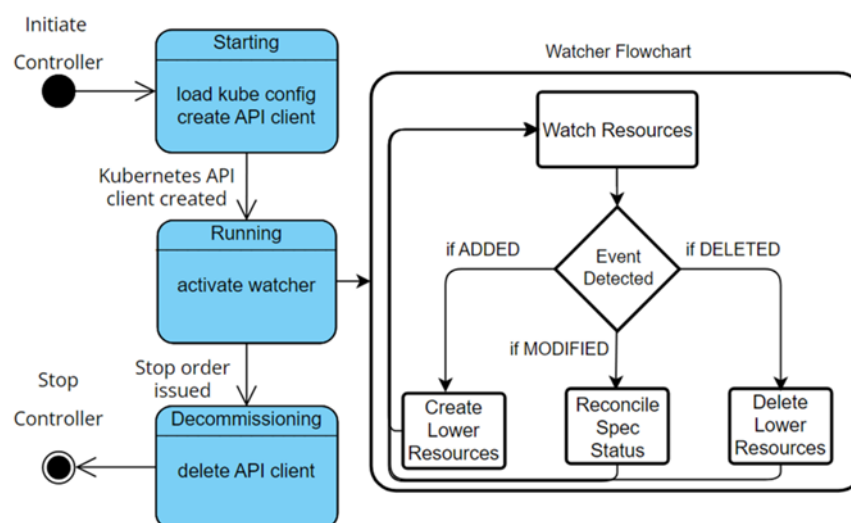 Initiate
Controller
Starting
load kube config
create API client
Kubernetes API
client created
Running
activate watcher
Stop order
issued
Stop
Controller
Decommissioning
delete API client
Watcher Flowchart
Watch Resources
Event
Detected
if ADDED
if DELETED
if MODIFIED
Create
Lower
Resources
Reconcile
Spec
Status
Delete
Lower
Resources